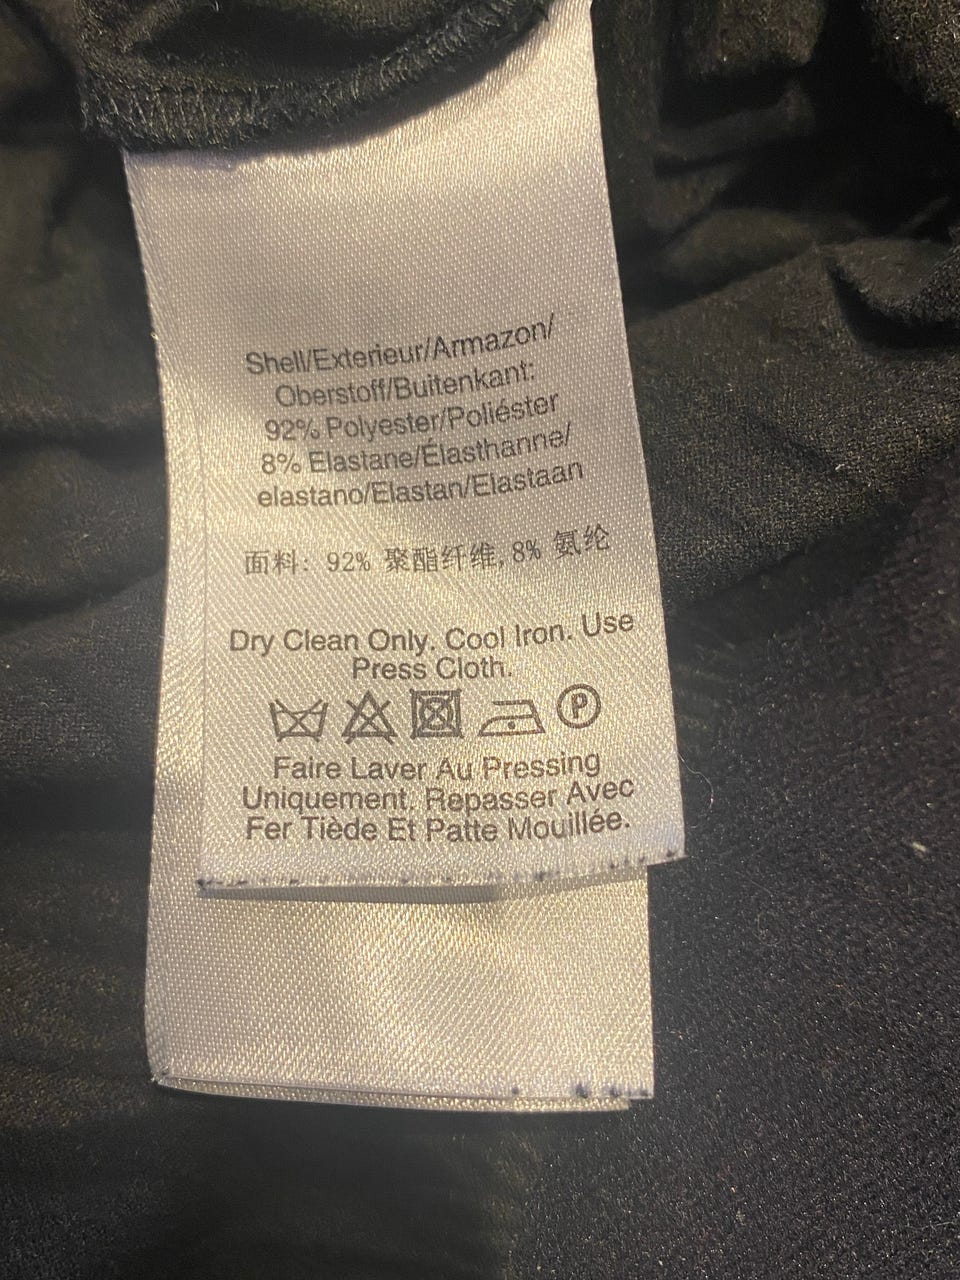 Shell/Exterieur/Armazon/
Oberstoff/Buitenkant:
92% Polyester/Poliéster
8% Elastane/Élasthanne/
elastano/Elastan/Elastaan
面料: 92% 聚酯纤维, 8% 氨纶
Dry Clean Only. Cool Iron. Use
Press Cloth.
P
Faire Laver Au Pressing
Uniquement. Repasser Avec
Fer Tiède Et Patte Mouillée.